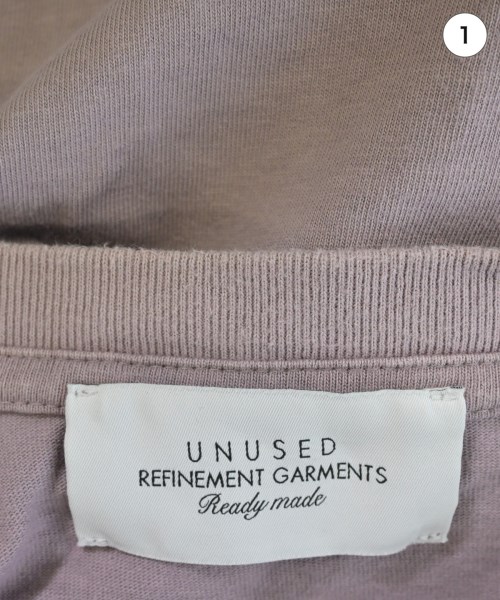 1
UNUSED
REFINEMENT GARMENTS
Ready made